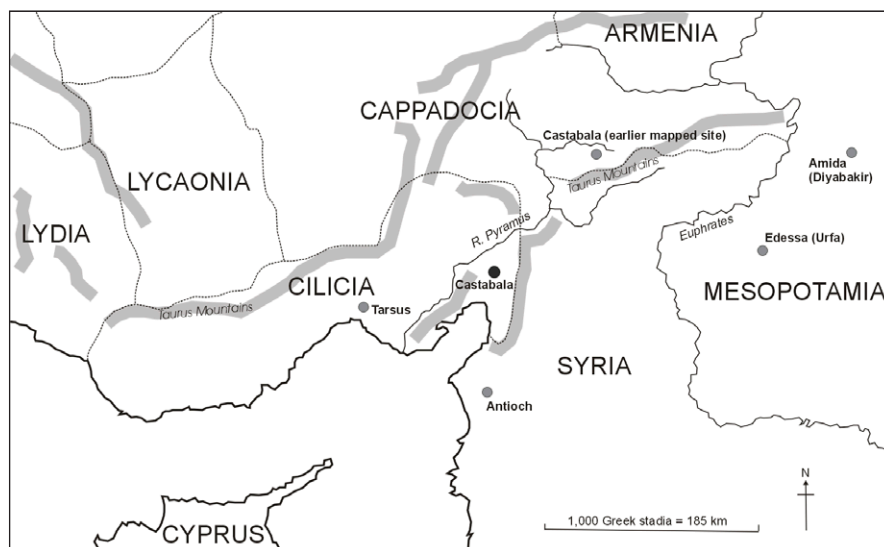 ARMENIA
CAPPADOCIA
Castabala (earlier mapped site)
Taurus Mountains
Amida
(Diyabakir)
LYCAONIA
LYDIA
R. Pyramus
Euphrates
Edessa (Urfa)
CILICIA
Castabala
MESOPOTAMIA
Taurus Mountains
Tarsus
SYRIA
Antioch
N
1,000 Greek stadia = 185 km
CYPRUS